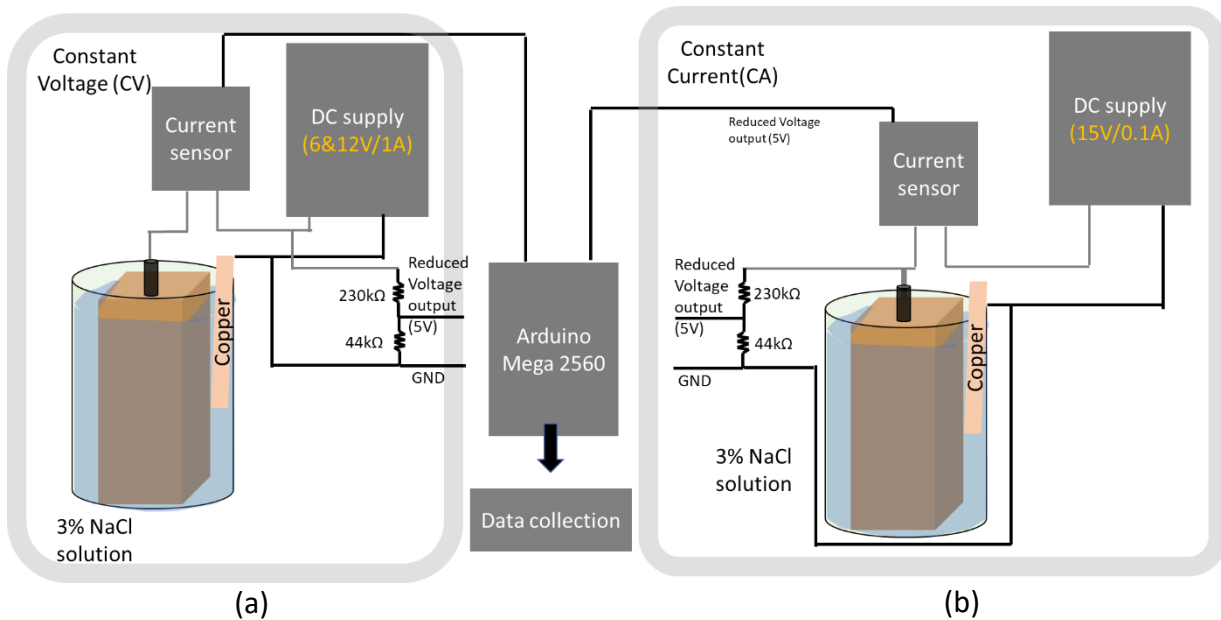 Constant
Voltage (CV)
Current
sensor
DC supply
(6&12V/1A)
Copper
230kΩ
44kΩ
Reduced
Voltage
output
(5V)
GND
3% NaCl
solution
(a)
Arduino
Mega 2560
Data collection
Constant
Current(CA)
Reduced Voltage
output (5V)
Current
sensor
DC supply
(15V/0.1A)
Reduced
Voltage
output
(5V)
230kΩ
44kΩ
GND
Copper
3% NaCl
solution
(b)